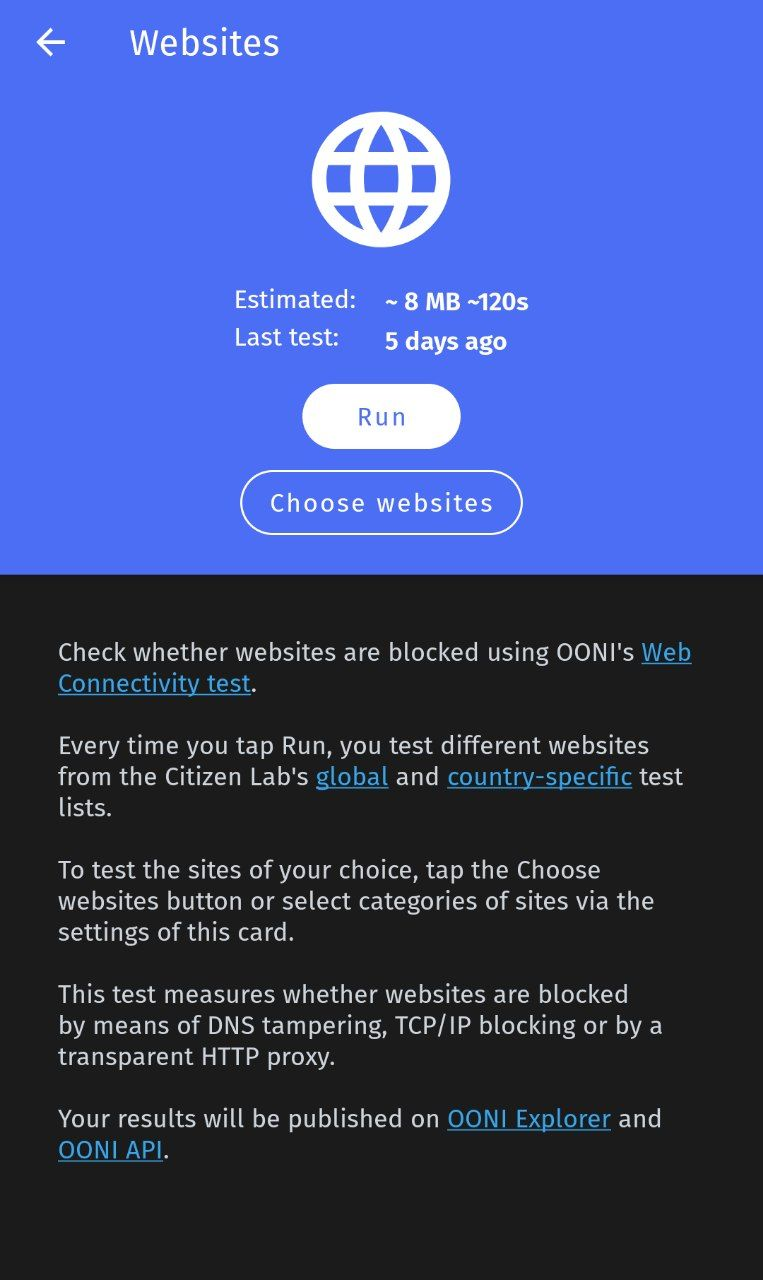 Websites
Estimated: ~ 8 MB ~120s
Last test: 5 days ago
Run
Choose websites
Check whether websites are blocked using OONI's Web
Connectivity test.
Every time you tap Run, you test different websites
from the Citizen Lab's global and country-specific test
lists.
To test the sites of your choice, tap the Choose
websites button or select categories of sites via the
settings of this card.
This test measures whether websites are blocked
by means of DNS tampering, TCP/IP blocking or by a
transparent HTTP proxy.
Your results will be published on OONI Explorer and
OONI API.